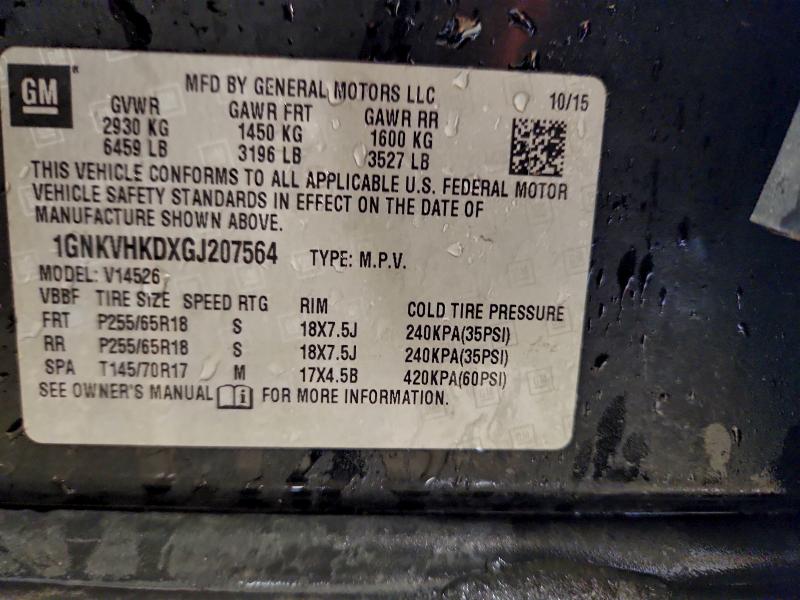 GM
MFD BY GENERAL MOTORS LLC
10/15
GVWR GAWR FRT GAWR RR
2930 KG 1450 KG 1600 KG
6459 LB 3196 LB 3527 LB
THIS VEHICLE CONFORMS TO ALL APPLICABLE U.S. FEDERAL MOTOR
VEHICLE SAFETY STANDARDS IN EFFECT ON THE DATE OF
MANUFACTURE SHOWN ABOVE.
1GNKVHKDXGJ207564 TYPE: M.P.V.
MODEL: V14526
VBBF TIRE SIZE SPEED RTG RIM COLD TIRE PRESSURE
FRT P255/65R18 S 18X7.5J 240KPA(35PSI)
RR P255/65R18 S 18X7.5J 240KPA(35PSI)
SPA T145/70R17 M 17X4.5B 420KPA(60PSI)
SEE OWNER'S MANUAL i FOR MORE INFORMATION.